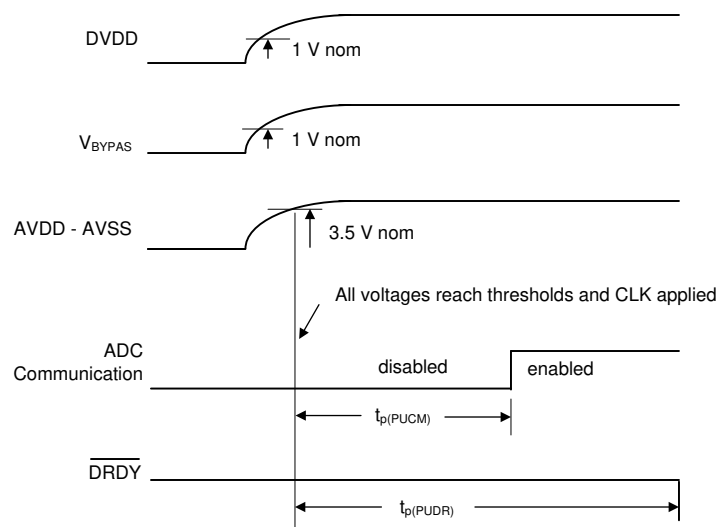 DVDD
1 V nom
VBYPAS
1 V nom
AVDD - AVSS
3.5 V nom
All voltages reach thresholds and CLK applied
ADC
Communication
disabled
enabled
tp(PUCM)
DRDY
tp(PUDR)